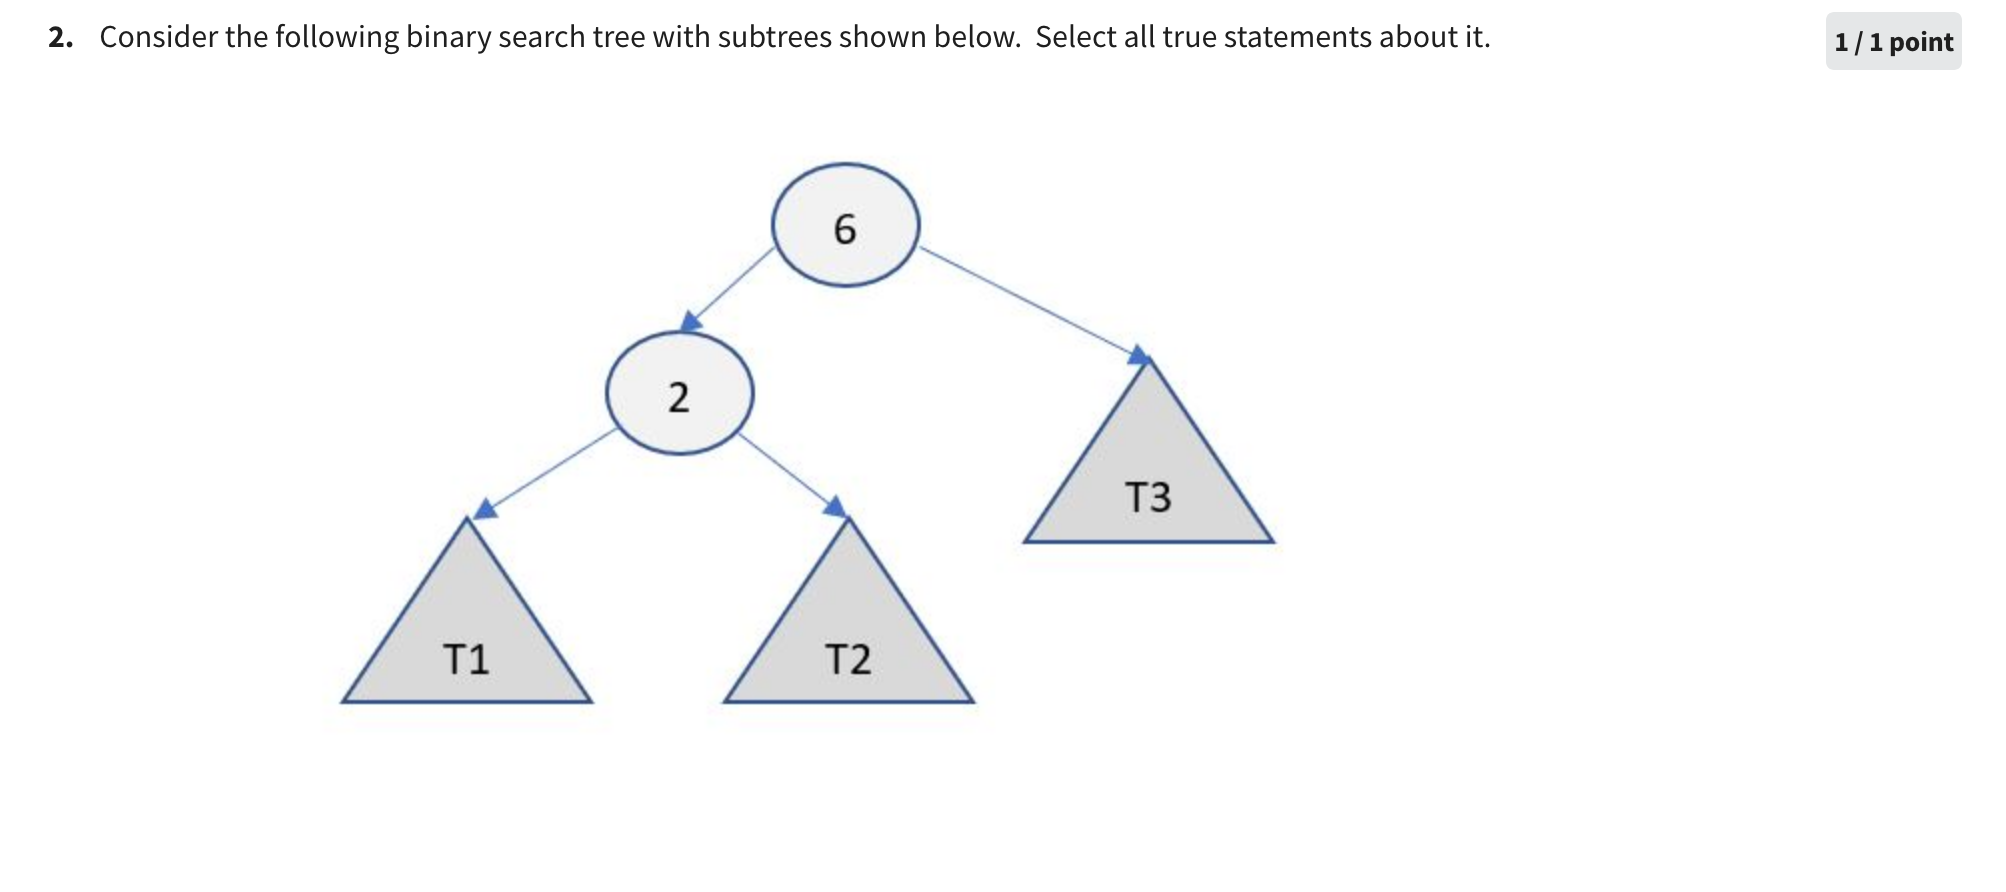 2. Consider the following binary search tree with subtrees shown below. Select all true statements about it.
1 / 1 point
6
2
T3
T1
T2